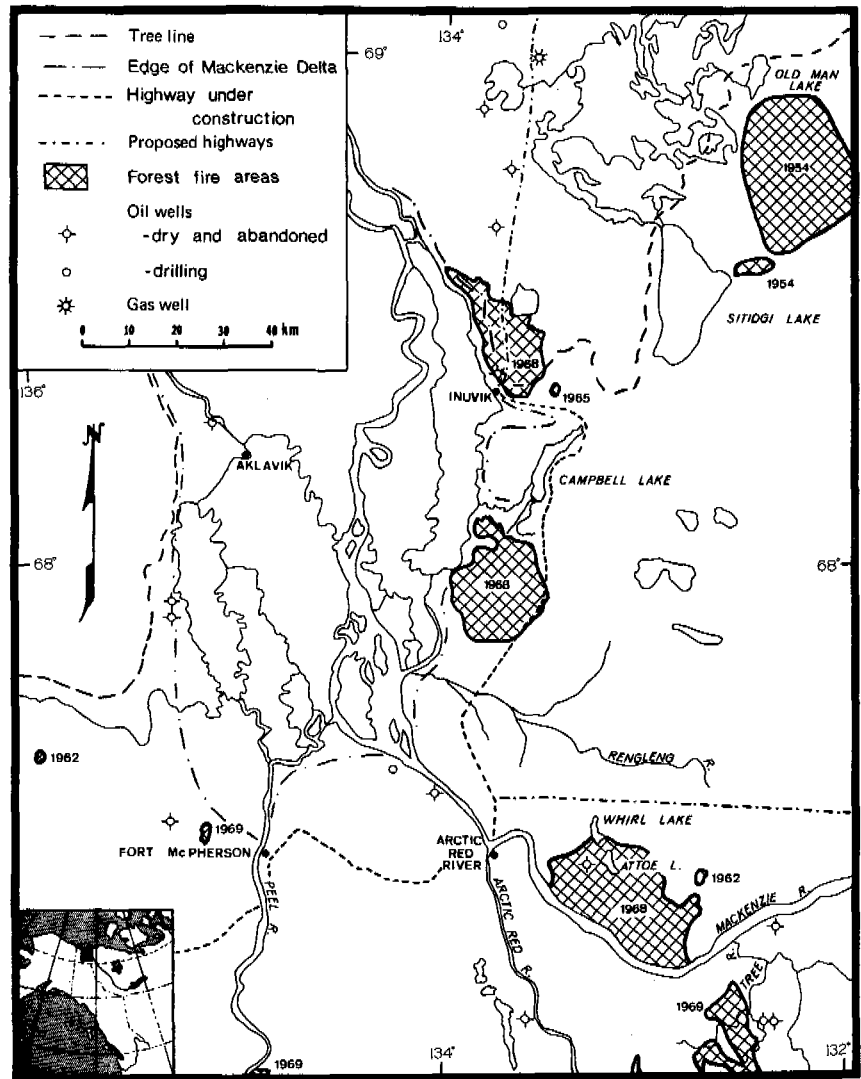 Tree line
Edge of Mackenzie Delta
Highway under
construction
Proposed highways
Forest fire areas
Oil wells
-dry and abandoned
-drilling
Gas well
0 10 20 30 40 km
N
134°
69°
OLD MAN
LAKE
1954
1954
SITIDGI LAKE
136°
1968
INUVIK
1965
AKLAVIK
CAMPBELL LAKE
68°
68°
1968
RENGLENG R.
1962
1969
FORT McPHERSON
WHIRL LAKE
ARCTIC
RED
RIVER
ATTOE L.
1962
1968
MACKENZIE R.
PEEL R.
ARCTIC RED R.
TREE R.
1969
1969
134°
132°